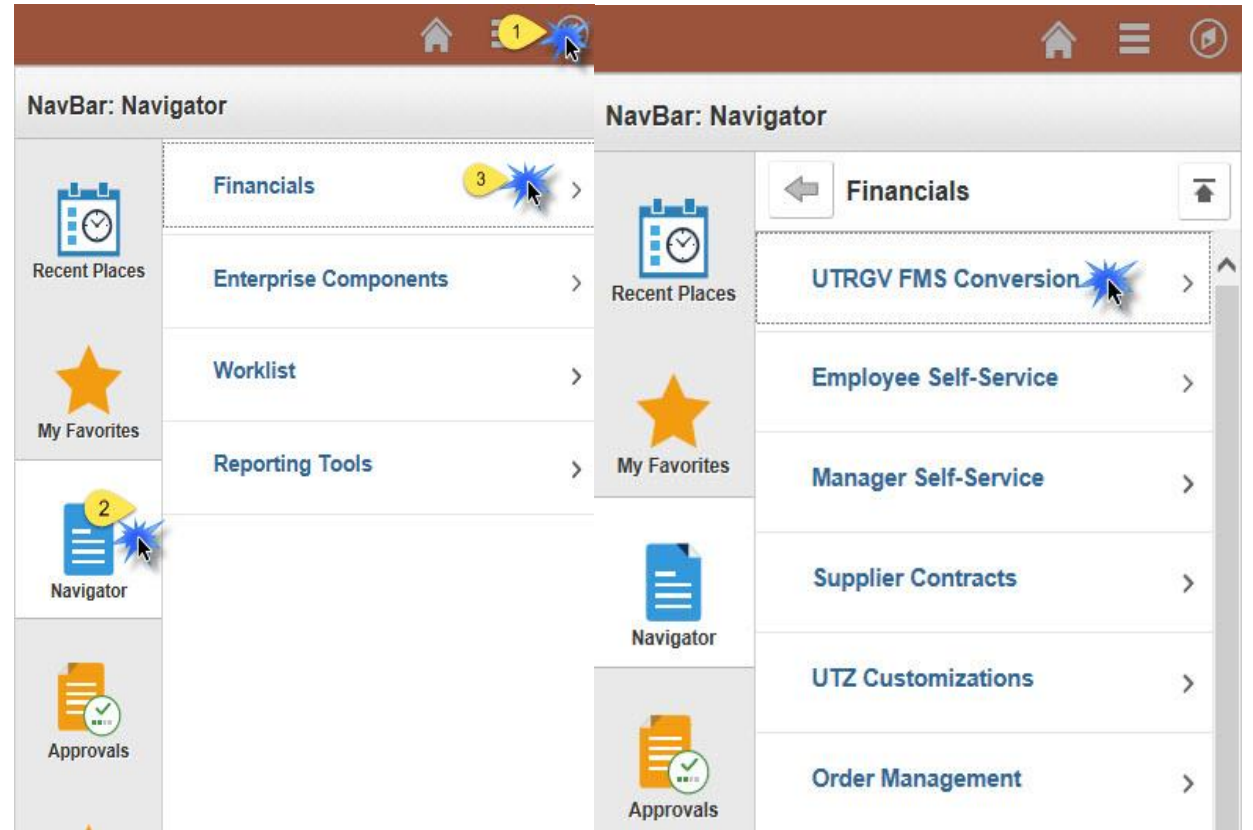 1
NavBar: Navigator
Financials
3
Recent Places
Enterprise Components
Worklist
My Favorites
Reporting Tools
2
Navigator
Approvals
NavBar: Navigator
Financials
UTRGV FMS Conversion
Recent Places
Employee Self-Service
My Favorites
Manager Self-Service
Supplier Contracts
Navigator
UTZ Customizations
Order Management
Approvals